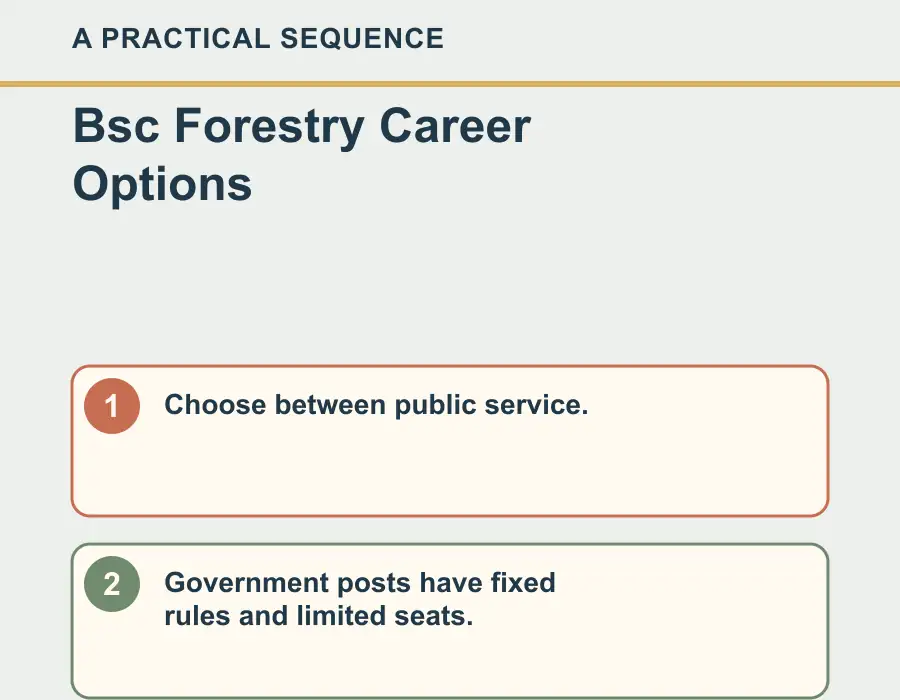 A PRACTICAL SEQUENCE
Bsc Forestry Career
Options
1
Choose between public service.
2
Government posts have fixed
rules and limited seats.